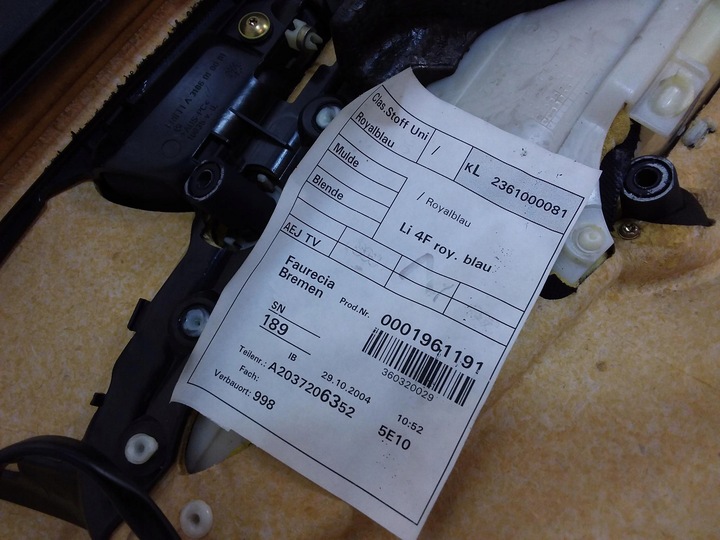 Clas.Stoff Uni / KL 2361000081
Royalblau
Mulde / Royalblau
Blende Li 4F roy. blau
AEJ TV
Faurecia
Bremen Prod.Nr. 0001961191
360320029
SN
189
IB 29.10.2004 10:52
Teilenr.: A2037206352 5E10
Fach:
Verbauort: 998